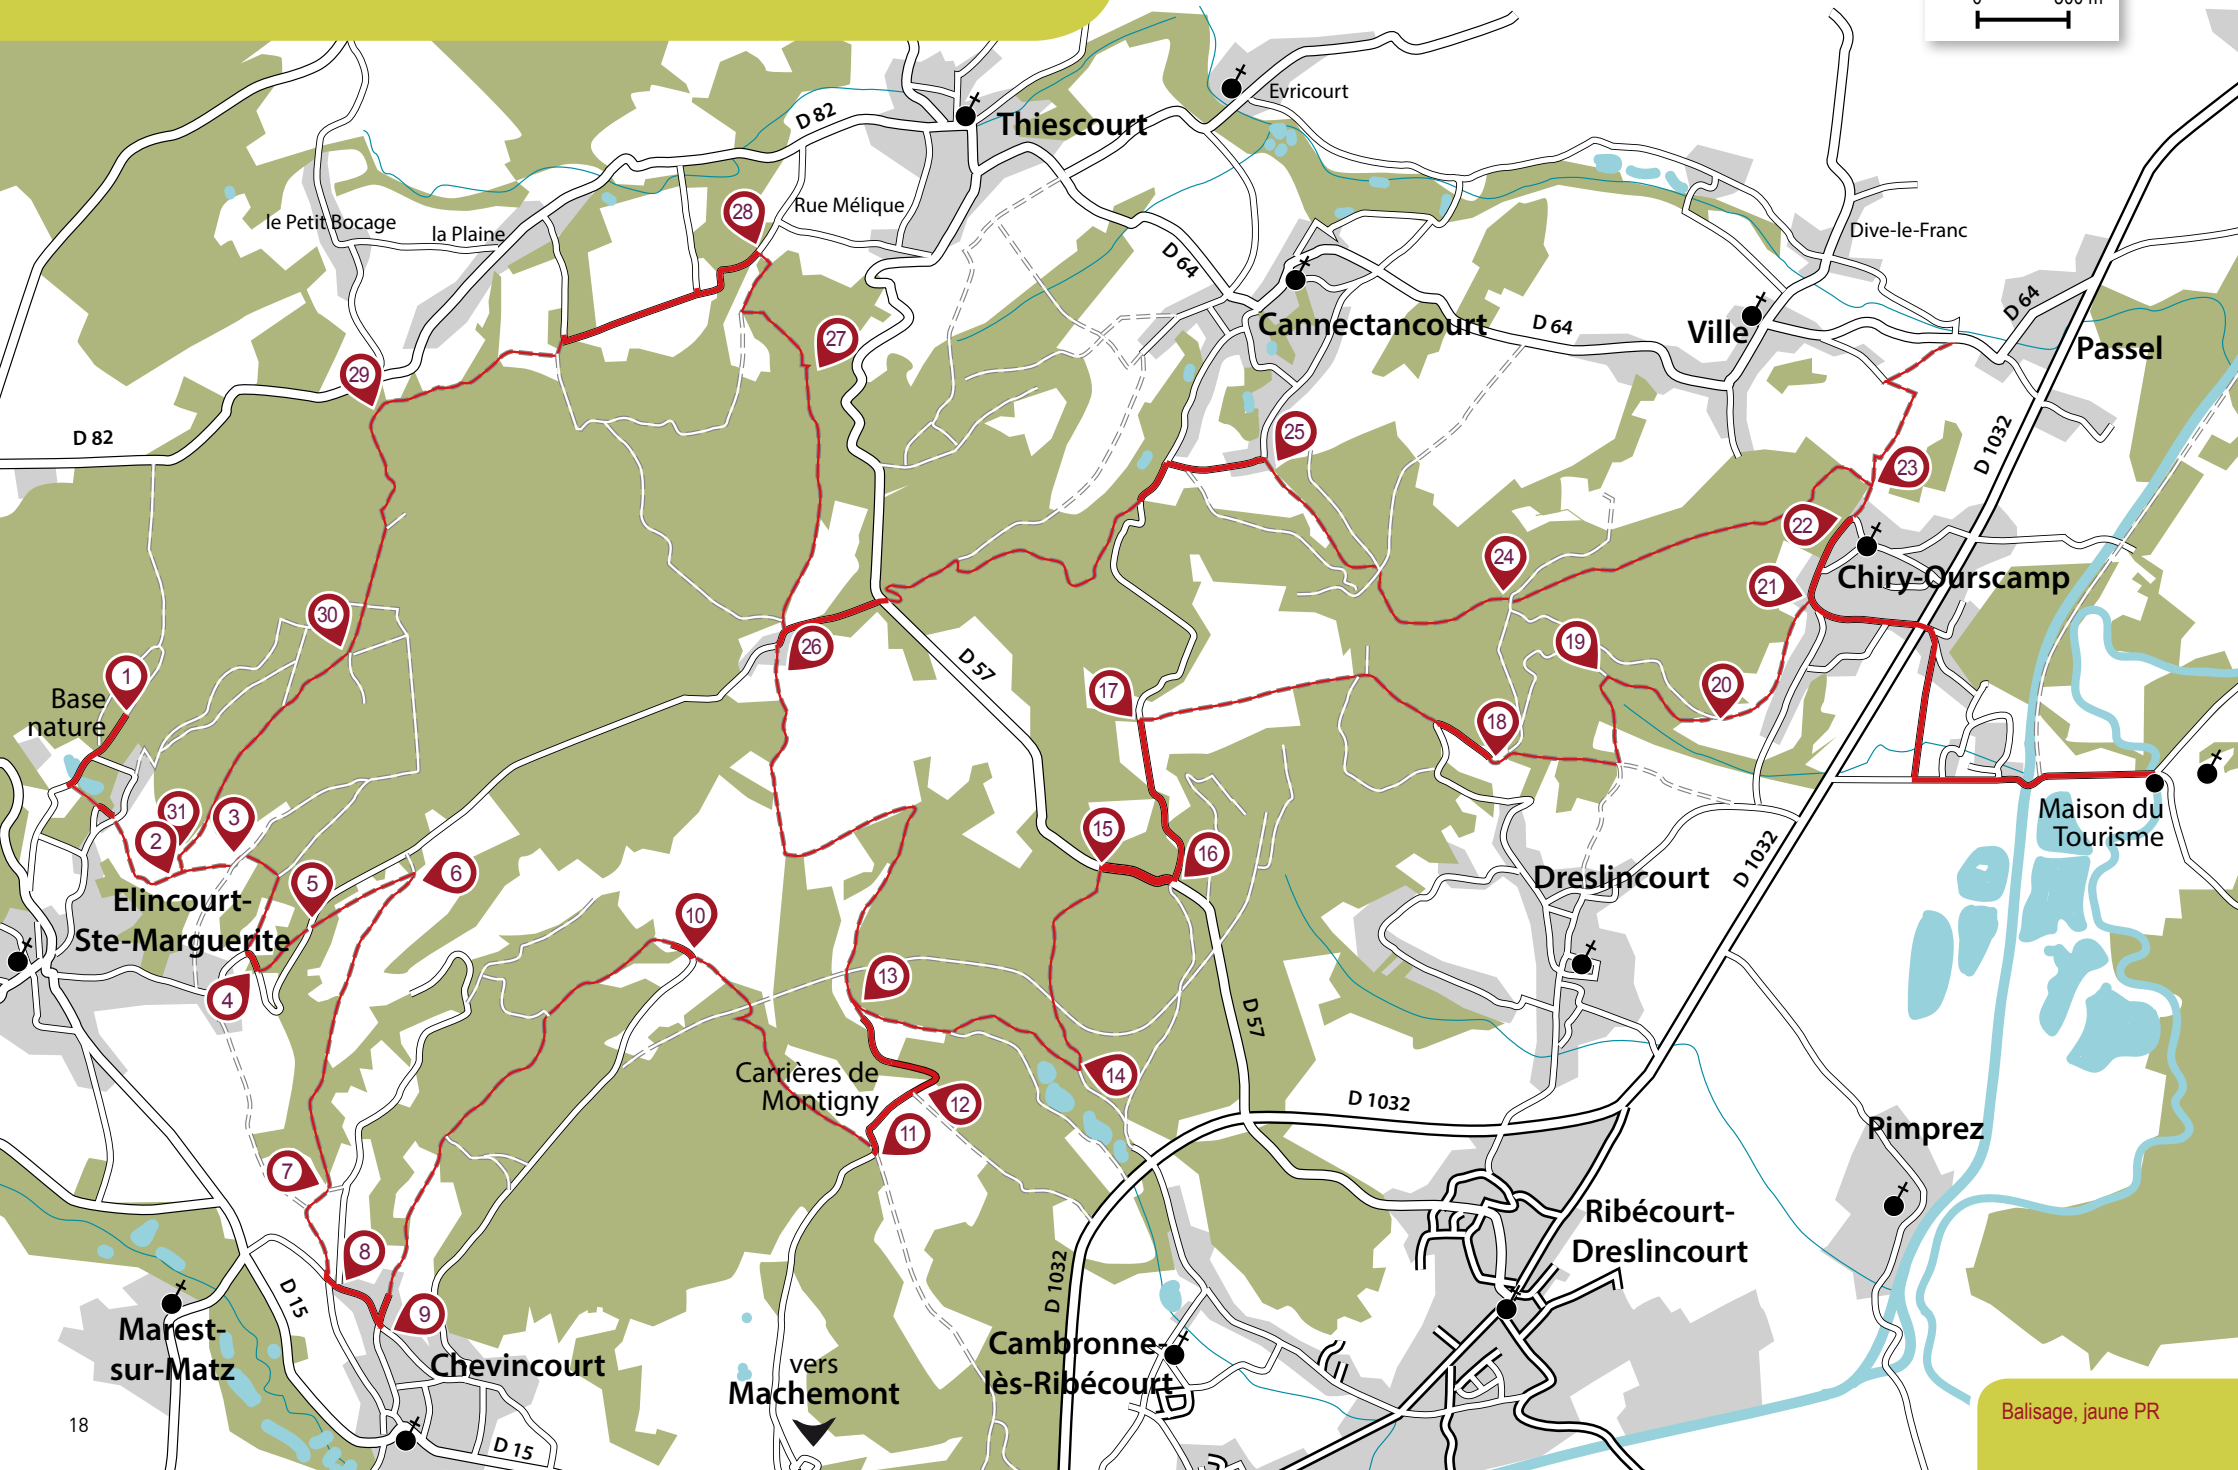 0 500 m
Evricourt
Thiescourt
D 82
Rue Mélique
le Petit Bocage
la Plaine
28
Dive-le-Franc
D 64
D 64
D 64
Cannectancourt
Ville
Passel
27
29
D 82
25
D 1032
23
22
24
Chiry-Ourscamp
21
30
26
19
D 57
1
Base
nature
17
20
18
31
3
2
15
16
Maison du
Tourisme
5
6
Elincourt-
Ste-Marguerite
Dreslincourt
D 1032
10
4
13
D 57
Carrières de
Montigny
14
12
11
D 1032
Pimprez
7
Ribécourt-
Dreslincourt
8
D 1032
D 15
9
Marest-
sur-Matz
Chevincourt
vers
Machemont
Cambronne-
lès-Ribécourt
18
D 15
Balisage, jaune PR